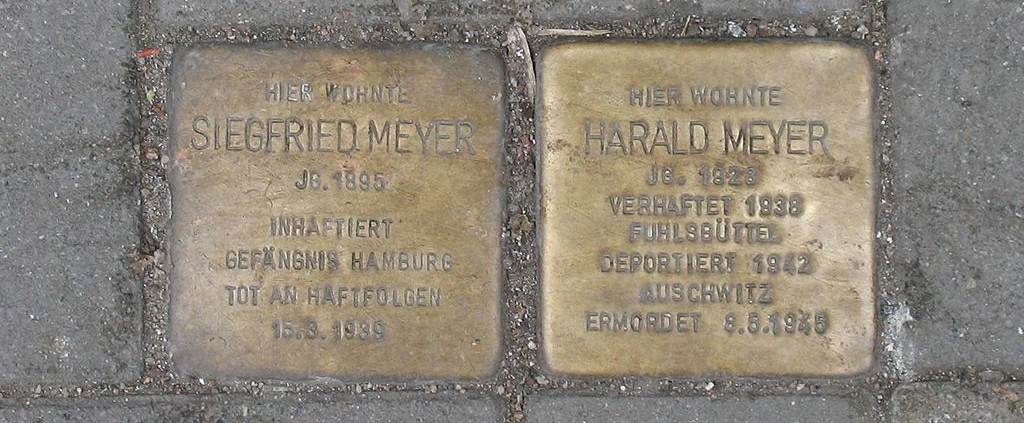 HIER WOHNTE
SIEGFRIED MEYER
JG. 1895
INHAFTIERT
GEFÄNGNIS HAMBURG
TOT AN HAFTFOLGEN
15.3.1939
HIER WOHNTE
HARALD MEYER
JG. 1923
VERHAFTET 1938
FUHLSBÜTTEL
DEPORTIERT 1942
AUSCHWITZ
ERMORDET 8.5.1945